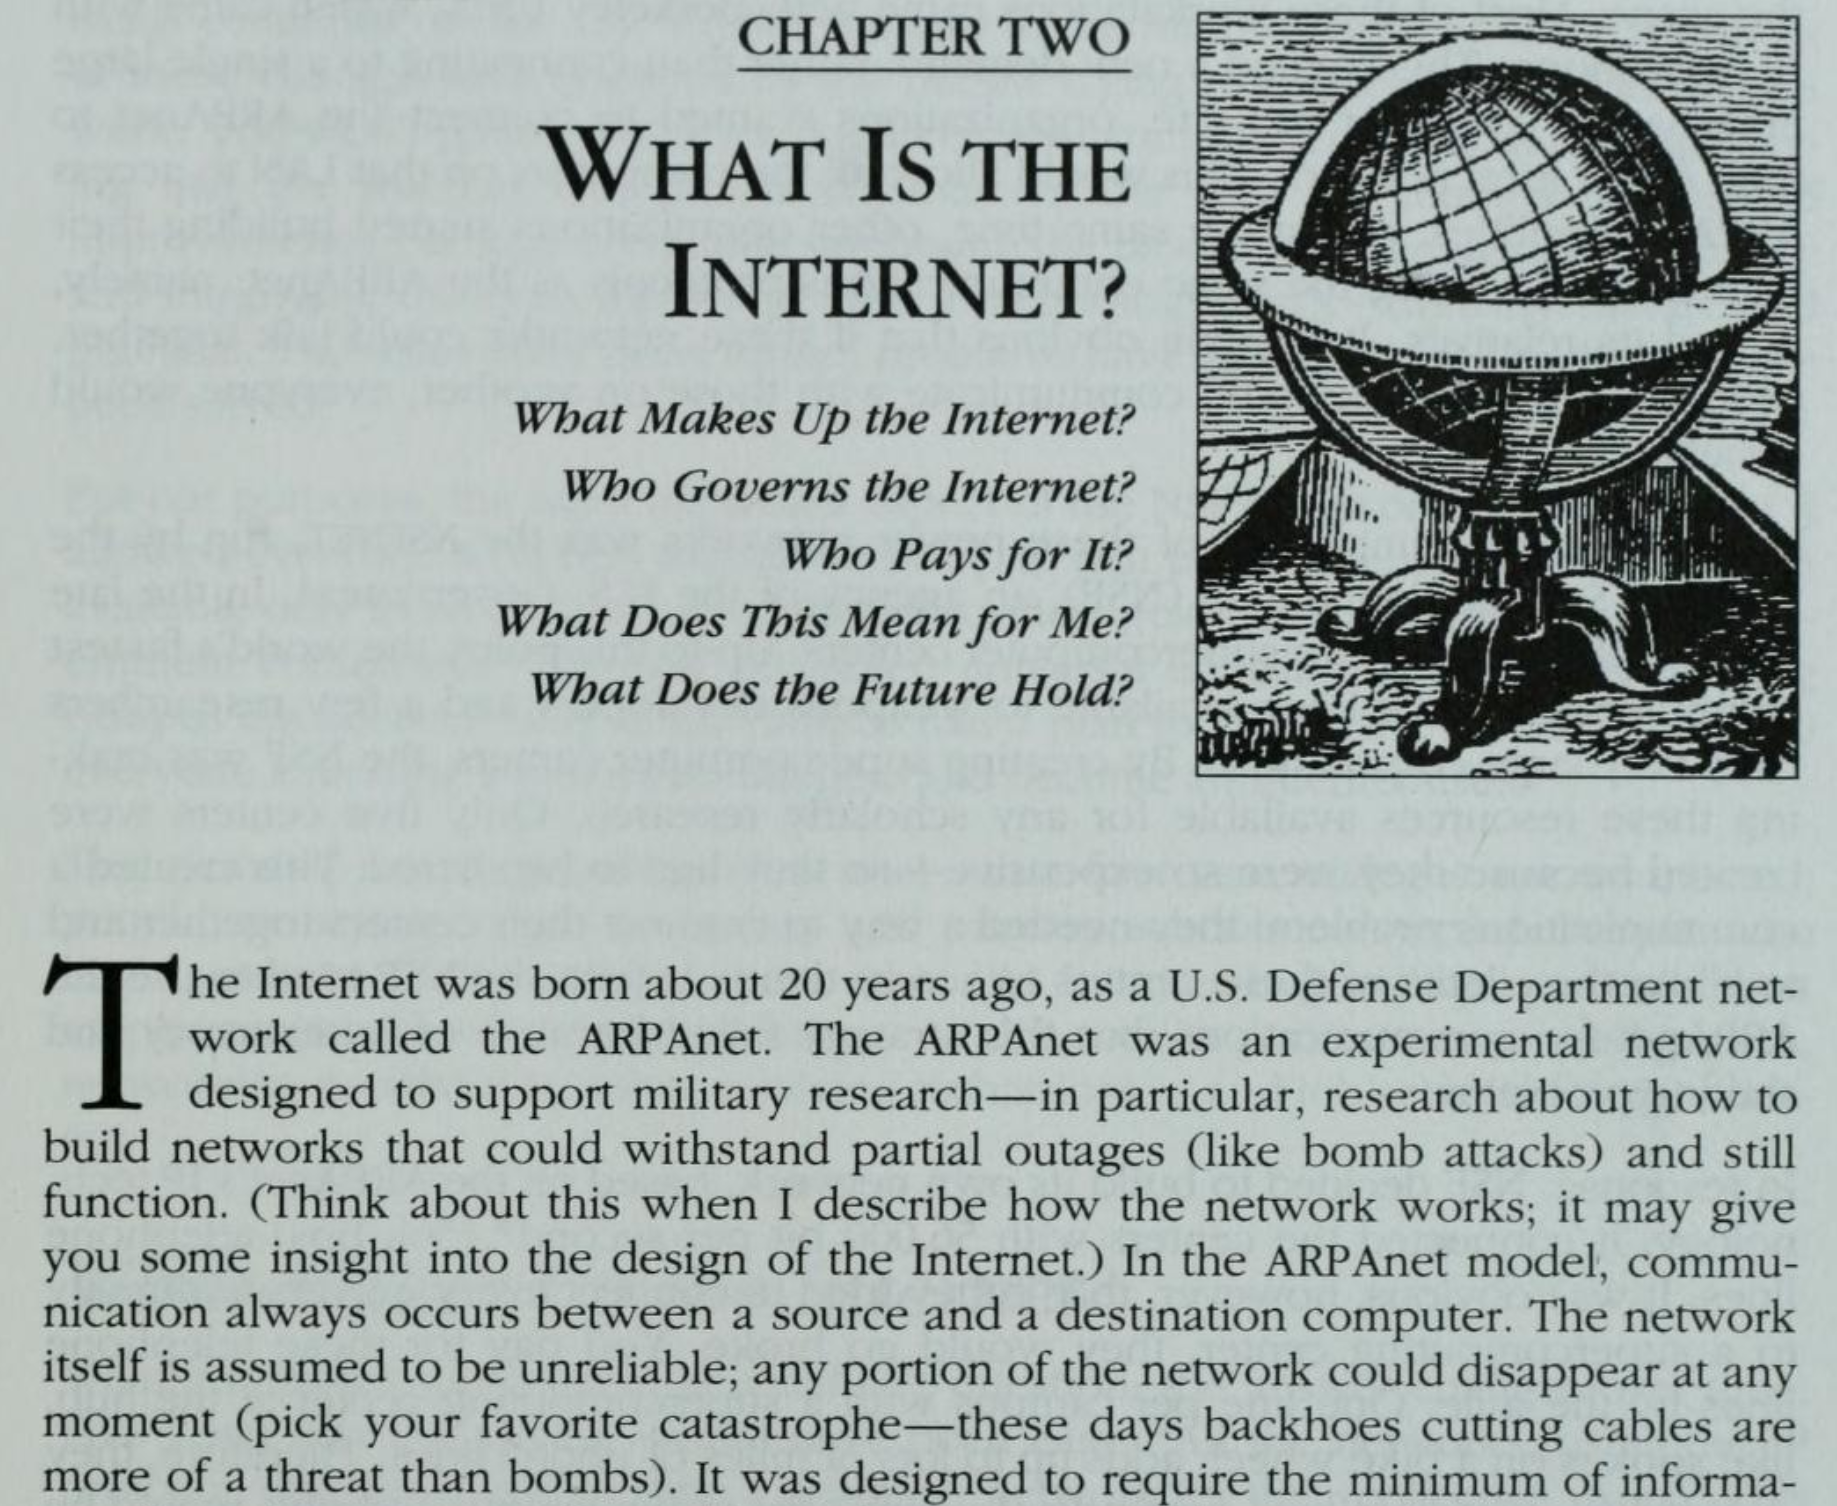 CHAPTER TWO
WHAT IS THE
INTERNET?
What Makes Up the Internet?
Who Governs the Internet?
Who Pays for It?
What Does This Mean for Me?
What Does the Future Hold?
The Internet was born about 20 years ago, as a U.S. Defense Department net-
work called the ARPAnet. The ARPAnet was an experimental network
designed to support military research—in particular, research about how to
build networks that could withstand partial outages (like bomb attacks) and still
function. (Think about this when I describe how the network works; it may give
you some insight into the design of the Internet.) In the ARPAnet model, commu-
nication always occurs between a source and a destination computer. The network
itself is assumed to be unreliable; any portion of the network could disappear at any
moment (pick your favorite catastrophe—these days backhoes cutting cables are
more of a threat than bombs). It was designed to require the minimum of informa-